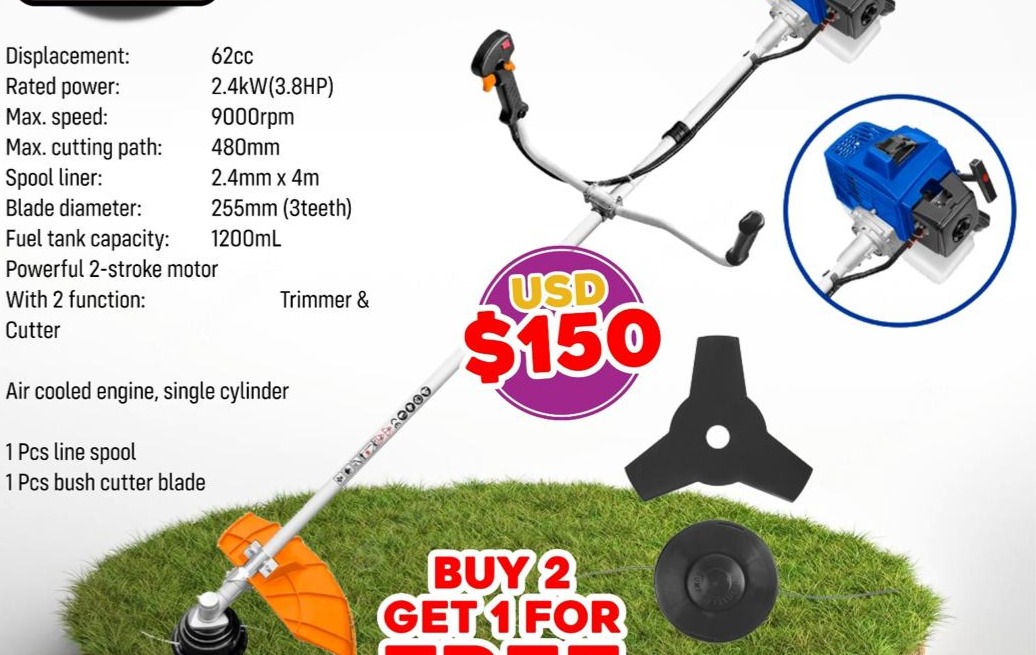 Displacement: 62cc
Rated power: 2.4kW(3.8HP)
Max. speed: 9000rpm
Max. cutting path: 480mm
Spool liner: 2.4mm x 4m
Blade diameter: 255mm (3teeth)
Fuel tank capacity: 1200mL
Powerful 2-stroke motor
With 2 function: Trimmer &
Cutter
Air cooled engine, single cylinder
1 Pcs line spool
1 Pcs bush cutter blade
USD
$150
BUY 2
GET 1 FOR
FREE